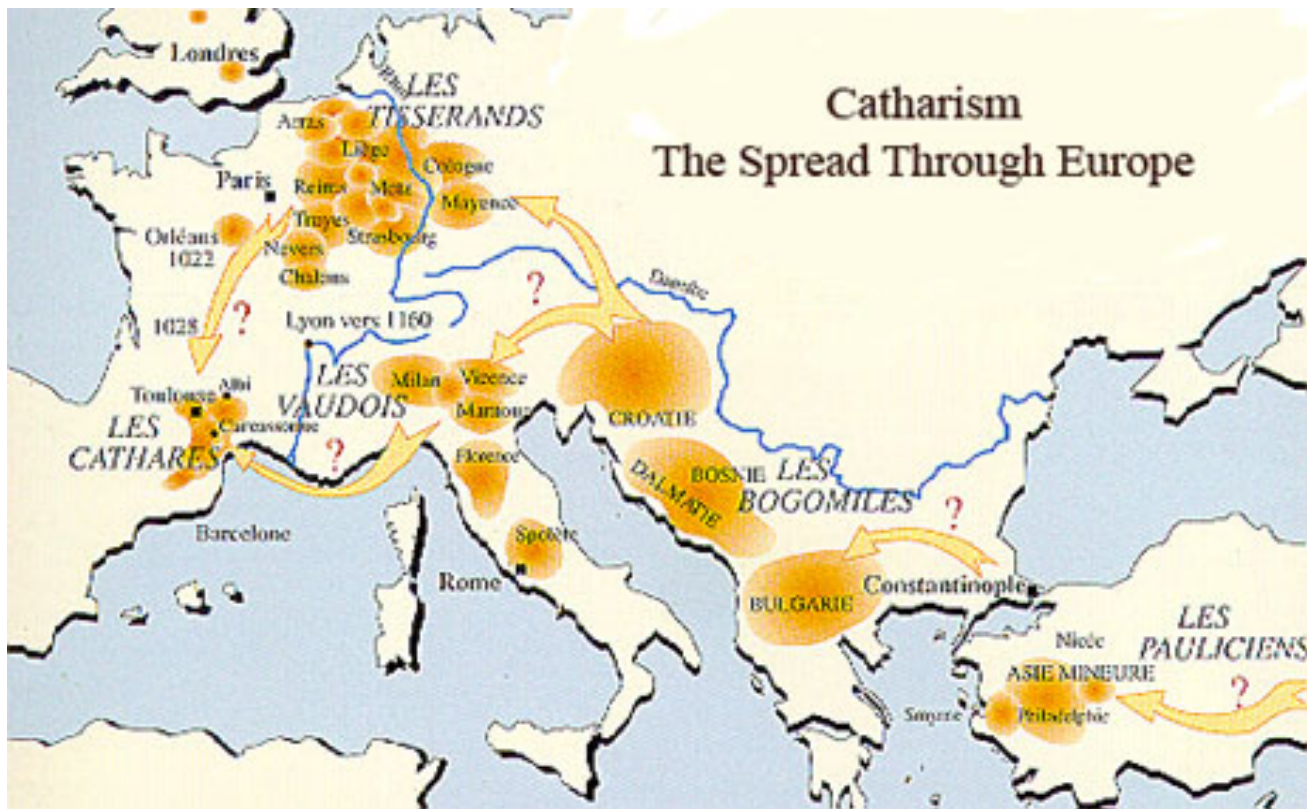 Catharism
The Spread Through Europe
Londres
LES
TISSERANDS
Arras
Liège
Cologne
Paris
Reims
Metz
Mayence
Troyes
Strasbourg
Orléans
1022
Nevers
Chalons
Danube
?
?
1028
Lyon vers 1160
LES
VAUDOIS
Milan
Vicence
Mantoue
CROATIE
Toulouse
Albi
Carcassonne
LES
CATHARES
?
Florence
BOSNIE
DALMATIE
LES
BOGOMILES
?
Barcelone
Spolète
Rome
Constantinople
BULGARIE
LES
PAULICIENS
Nicée
ASIE MINEURE
?
Smyrne
Philadelphie